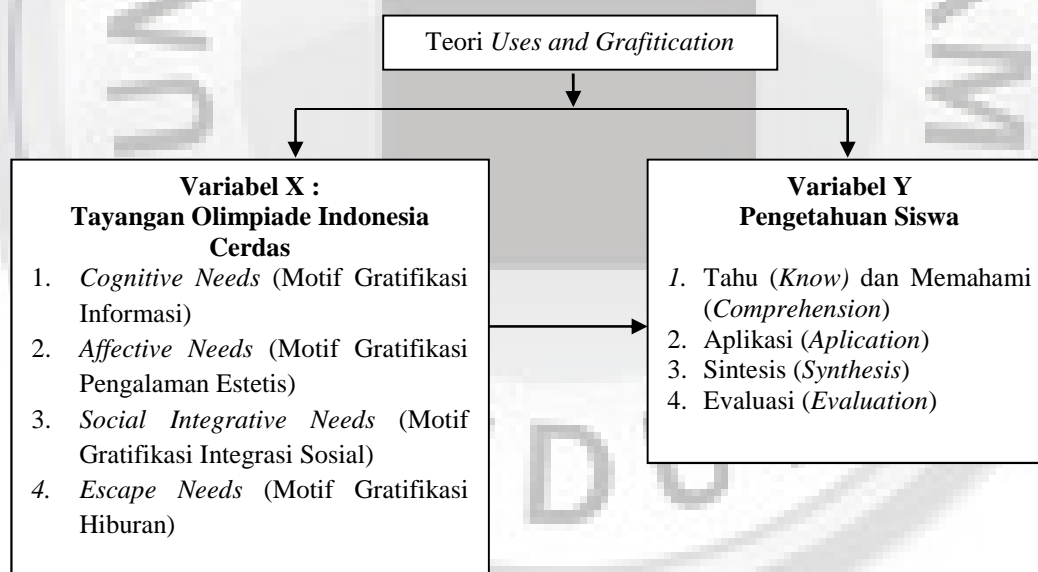 Teori Uses and Grafitication
Variabel X :
Tayangan Olimpiade Indonesia
Cerdas
1. Cognitive Needs (Motif Gratifikasi
Informasi)
2. Affective Needs (Motif Gratifikasi
Pengalaman Estetis)
3. Social Integrative Needs (Motif
Gratifikasi Integrasi Sosial)
4. Escape Needs (Motif Gratifikasi
Hiburan)
Variabel Y
Pengetahuan Siswa
1. Tahu (Know) dan Memahami
(Comprehension)
2. Aplikasi (Aplication)
3. Sintesis (Synthesis)
4. Evaluasi (Evaluation)